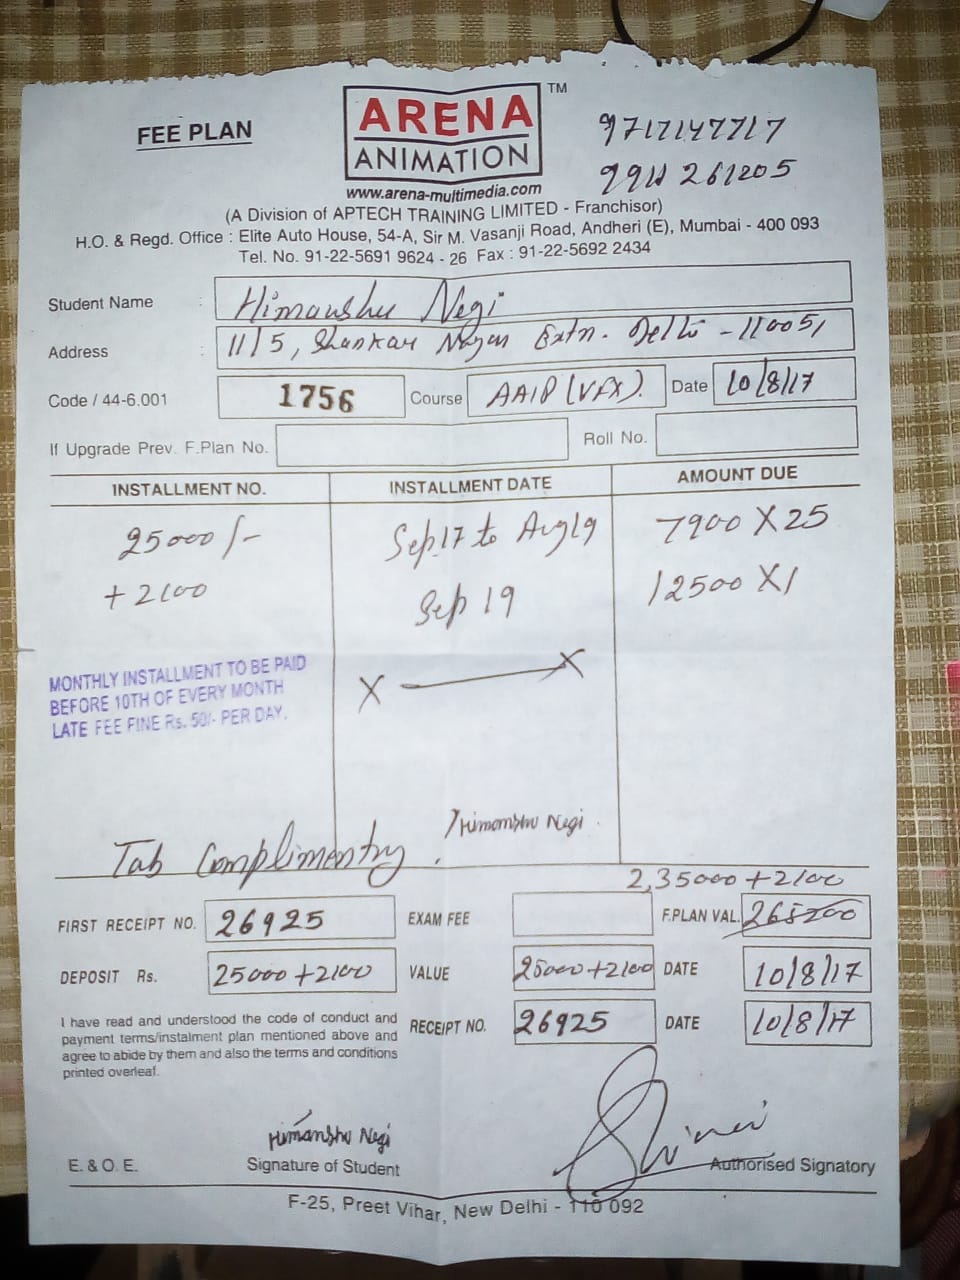 FEE PLAN
ARENA TM
ANIMATION
www.arena-multimedia.com
9717147717
9911 261205
(A Division of APTECH TRAINING LIMITED - Franchisor)
H.O. & Regd. Office : Elite Auto House, 54-A, Sir M. Vasanji Road, Andheri (E), Mumbai - 400 093
Tel. No. 91-22-5691 9624 - 26 Fax : 91-22-5692 2434
Student Name : Himanshu Negi
Address : 11/5, Shankar Nagar Extn. Delhi - 110051
Code / 44-6.001 1756 Course AAIP (VFX). Date 10/8/17
If Upgrade Prev. F.Plan No. Roll No.
INSTALLMENT NO. INSTALLMENT DATE AMOUNT DUE
25000/- Sep.17 to Aug19 7900 X 25
+2100 Sep 19 12500 X1
X — X
MONTHLY INSTALLMENT TO BE PAID
BEFORE 10TH OF EVERY MONTH
LATE FEE FINE Rs. 50/- PER DAY.
Himanshu Negi
Tab Complimentry.
2,35000+2100
FIRST RECEIPT NO. 26925 EXAM FEE F.PLAN VAL. 265200
DEPOSIT Rs. 25000+2100 VALUE 25000+2100 DATE 10/8/17
RECEIPT NO. 26925 DATE 10/8/17
I have read and understood the code of conduct and
payment terms/instalment plan mentioned above and
agree to abide by them and also the terms and conditions
printed overleaf.
Himanshu Negi
E. & O. E. Signature of Student Authorised Signatory
F-25, Preet Vihar, New Delhi - 110 092